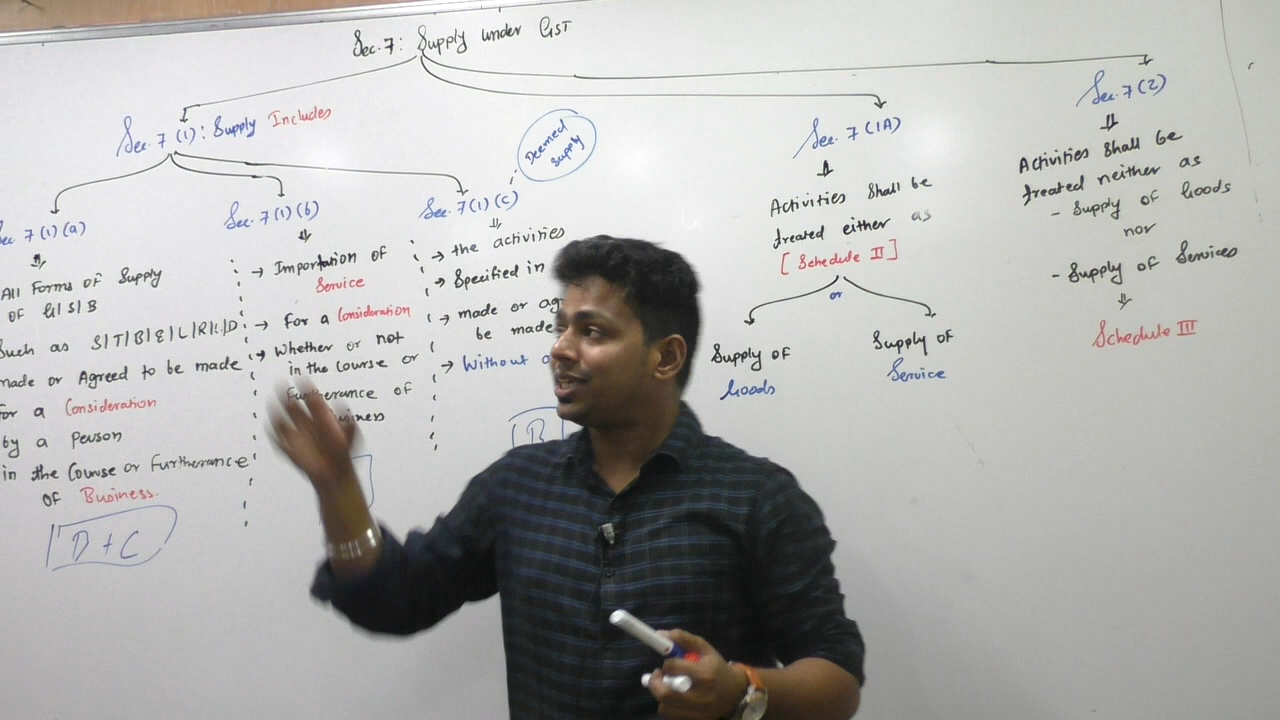 Sec. 7 : Supply under GST
Sec. 7 (1) : Supply Includes
Sec 7 (1) (a)
All Forms of Supply
of G/S/B
Such as S/T/B/E/L/R/L/D
made or Agreed to be made
for a Consideration
by a Person
in the Course or Furtherance
of Business.
D + C
Sec. 7 (1) (b)
→ Importation of
Service
→ For a Consideration
→ Whether or not
in the Course or
Furtherance of
Business
Sec. 7 (1) (c)
Deemed
Supply
→ the activities
→ Specified in
→ made or ag
be made
→ Without a
B
Sec. 7 (1A)
Activities Shall be
treated either as
[ Schedule II ]
or
Supply of
Goods
Supply of
Service
Sec. 7 (2)
Activities Shall be
treated neither as
- Supply of Goods
nor
- Supply of Services
Schedule III